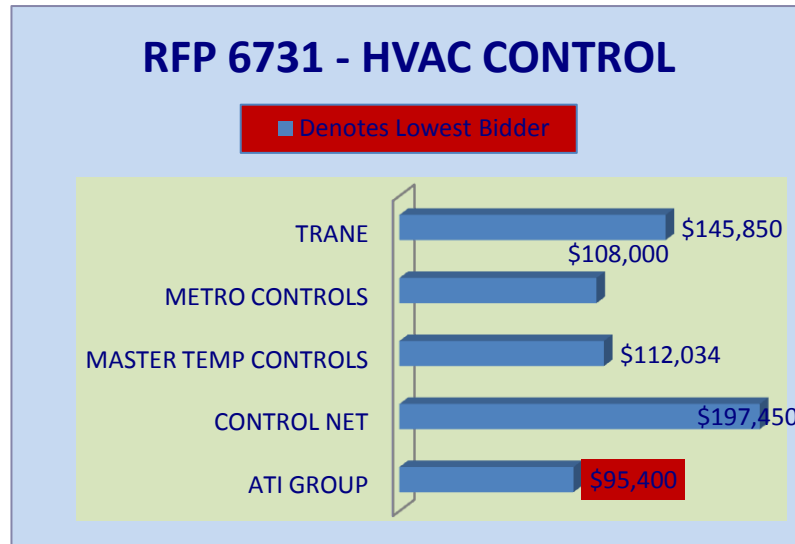 RFP 6731 - HVAC CONTROL
Denotes Lowest Bidder
TRANE $145,850
$108,000
METRO CONTROLS
MASTER TEMP CONTROLS $112,034
CONTROL NET $197,450
ATI GROUP $95,400